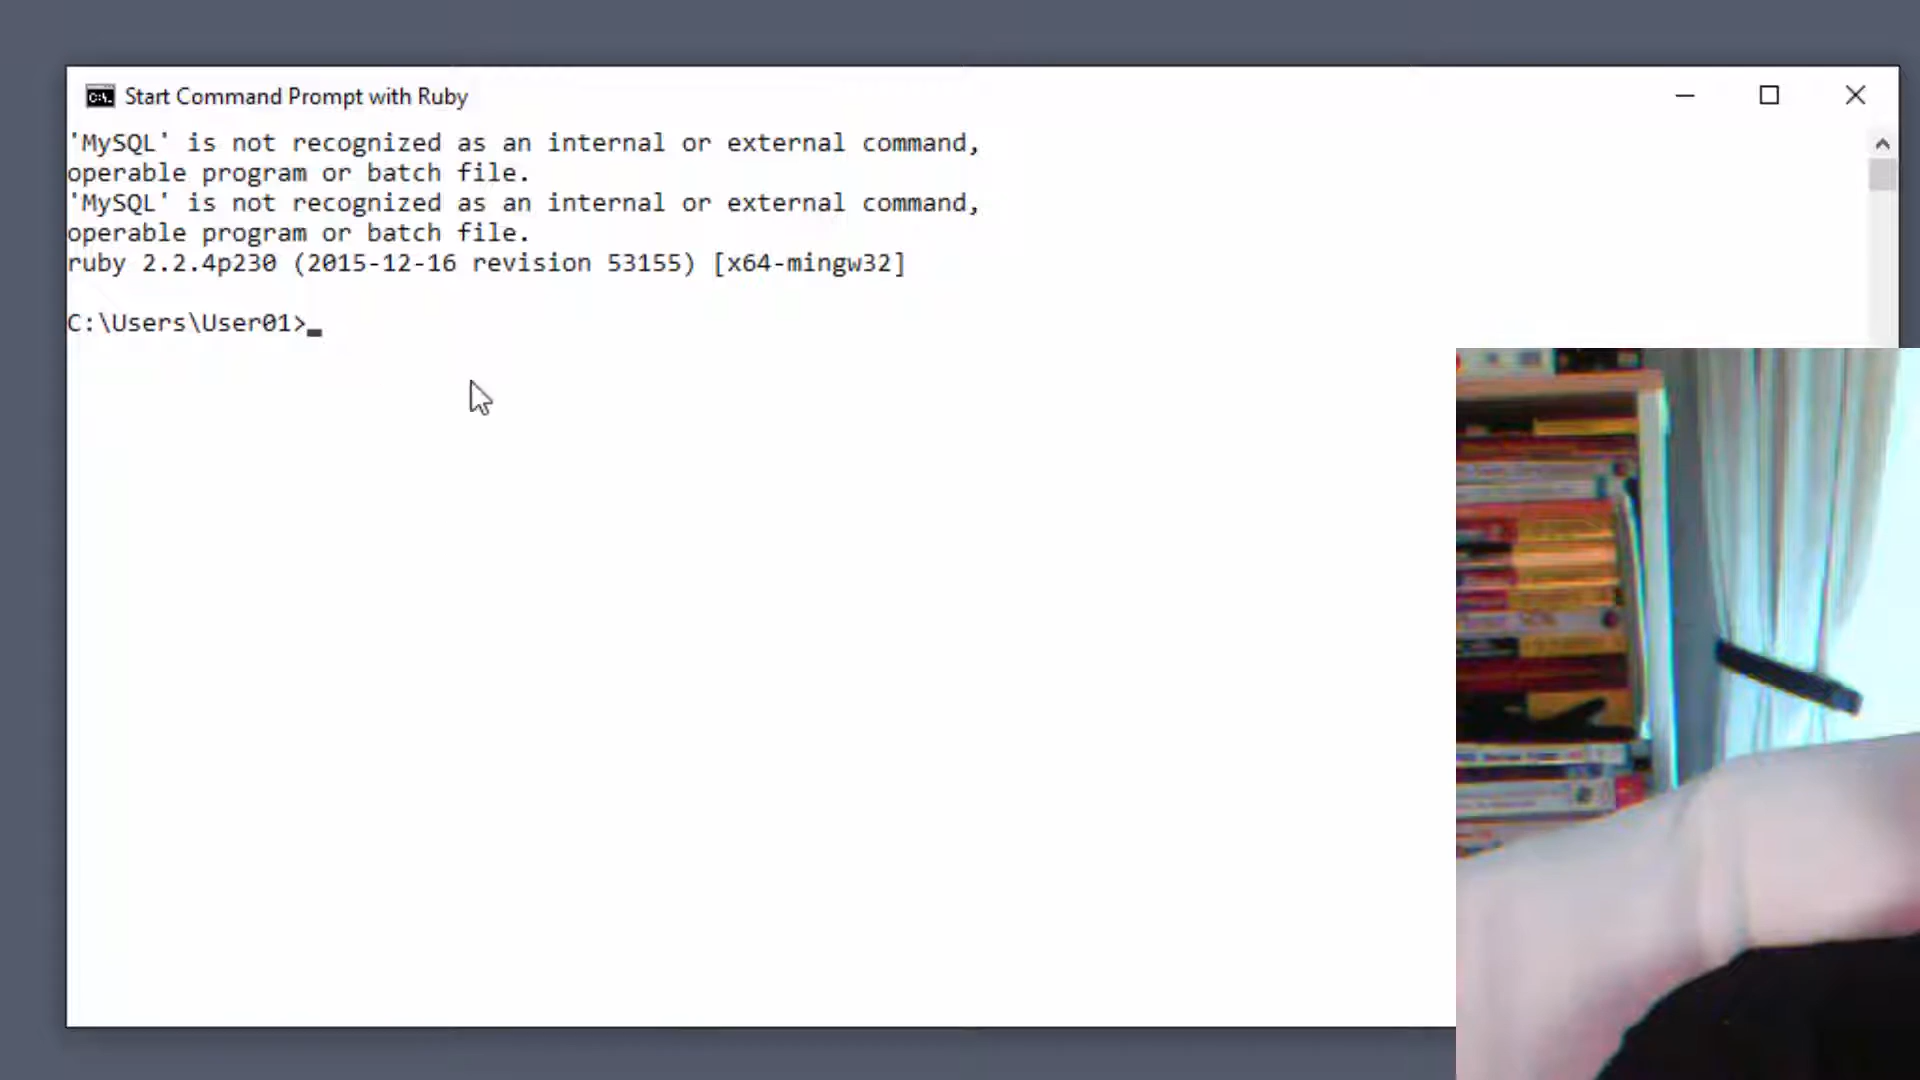 Start Command Prompt with Ruby
'MySQL' is not recognized as an internal or external command,
operable program or batch file.
'MySQL' is not recognized as an internal or external command,
operable program or batch file.
ruby 2.2.4p230 (2015-12-16 revision 53155) [x64-mingw32]
C:\Users\User01>